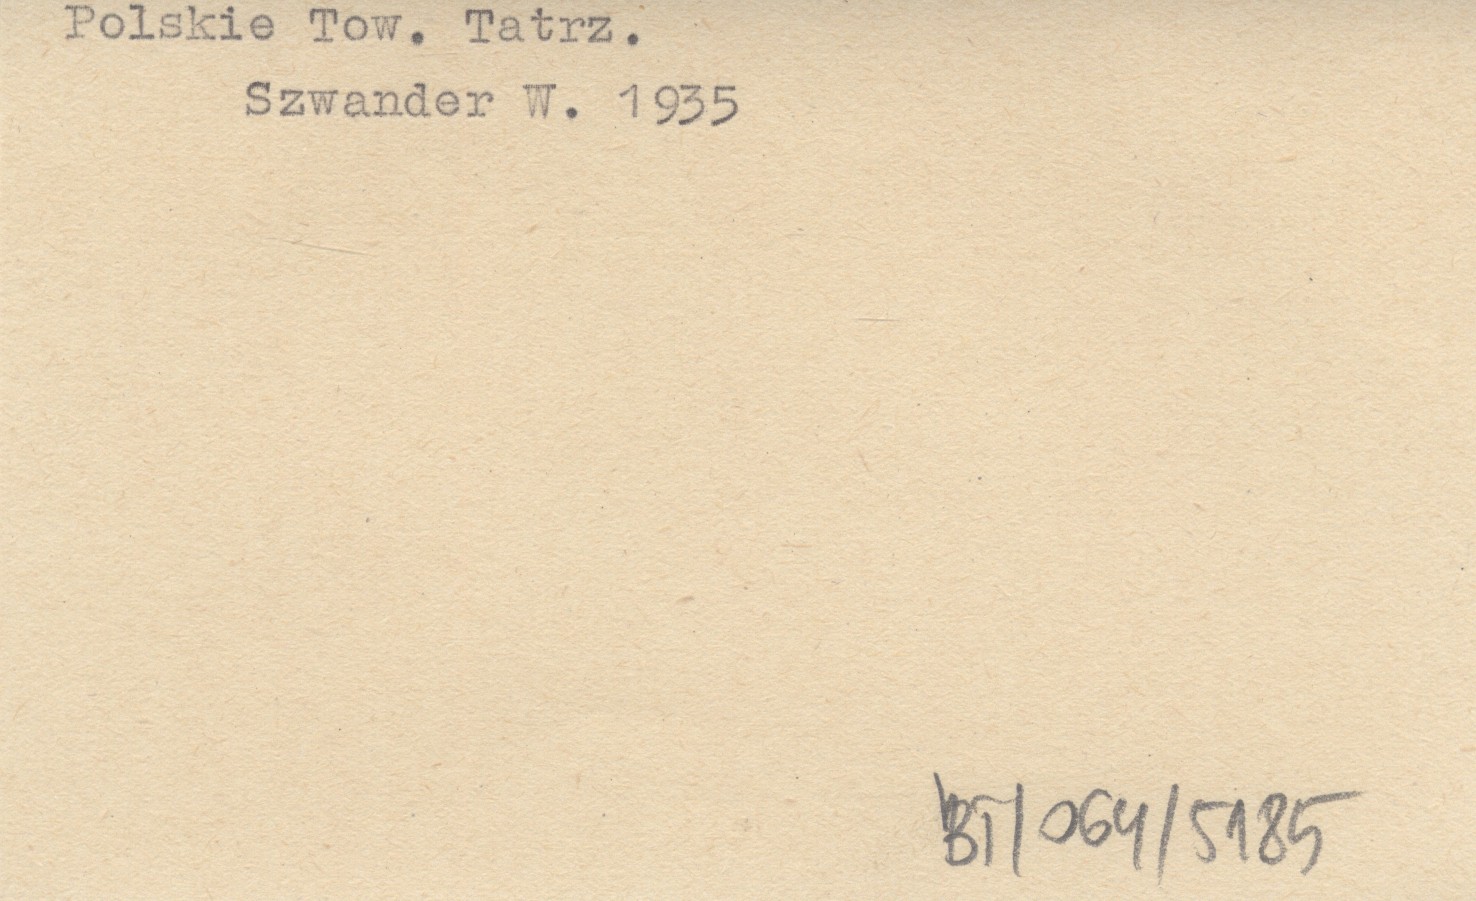 Polskie Tow. Tatrz.
Szwander W. 1935
BT/064/5185